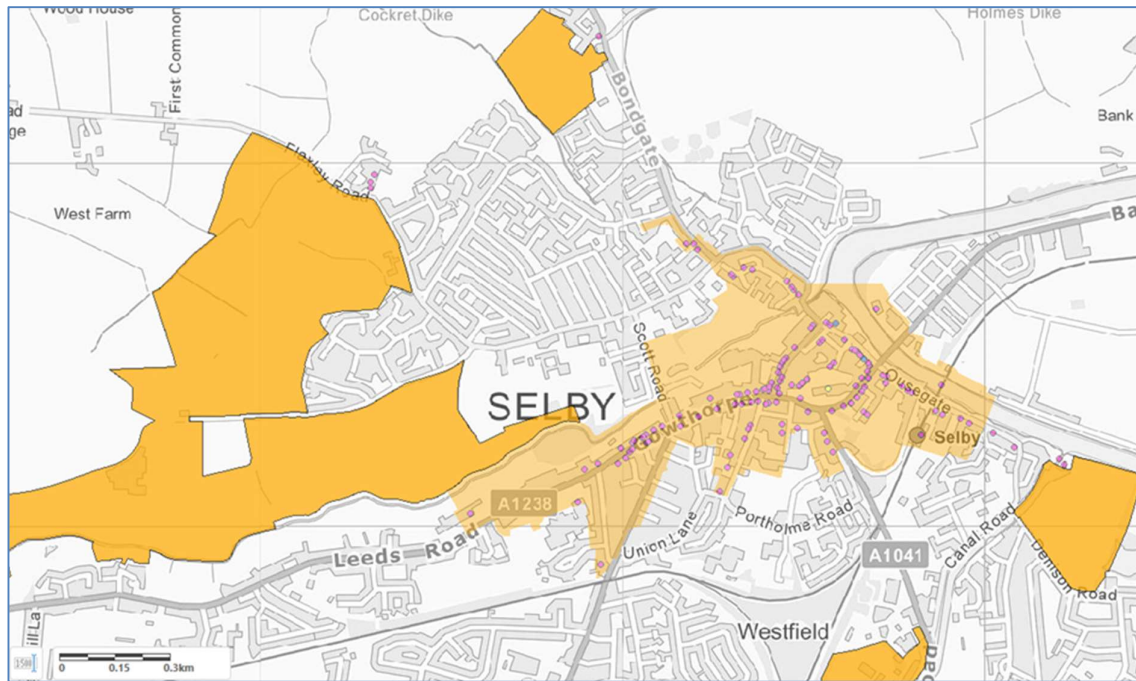 Wood House
Cockret Dike
Holmes Dike
First Common
Bondgate
Bank
West Farm
Flaxley Road
Scott Road
SELBY
Gowthorpe
Ousegate
Selby
A1238
Leeds Road
Union Lane
Portholme Road
A1041
Canal Road
Denison Road
Westfield
0 0.15 0.3km